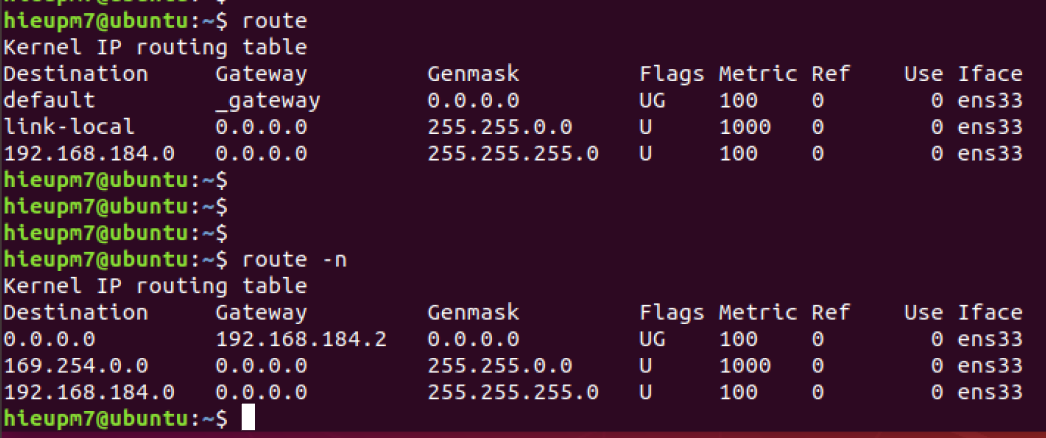 hieupm7@ubuntu:~$ route
Kernel IP routing table
Destination     Gateway         Genmask         Flags Metric Ref    Use Iface
default         _gateway        0.0.0.0         UG    100    0        0 ens33
link-local      0.0.0.0         255.255.0.0     U     1000   0        0 ens33
192.168.184.0   0.0.0.0         255.255.255.0   U     100    0        0 ens33
hieupm7@ubuntu:~$
hieupm7@ubuntu:~$
hieupm7@ubuntu:~$
hieupm7@ubuntu:~$ route -n
Kernel IP routing table
Destination     Gateway         Genmask         Flags Metric Ref    Use Iface
0.0.0.0         192.168.184.2   0.0.0.0         UG    100    0        0 ens33
169.254.0.0     0.0.0.0         255.255.0.0     U     1000   0        0 ens33
192.168.184.0   0.0.0.0         255.255.255.0   U     100    0        0 ens33
hieupm7@ubuntu:~$